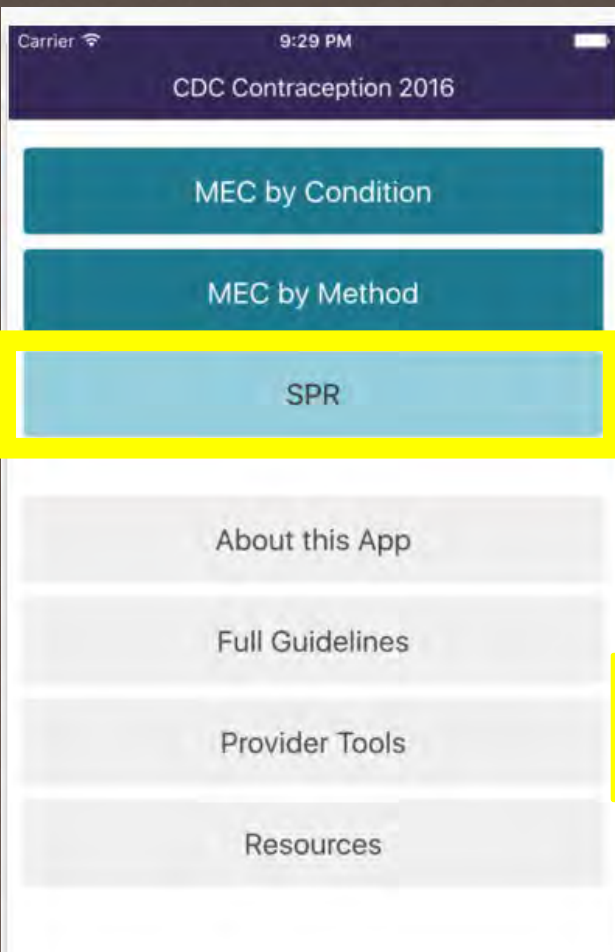 Carrier 9:29 PM
CDC Contraception 2016
MEC by Condition
MEC by Method
SPR
About this App
Full Guidelines
Provider Tools
Resources